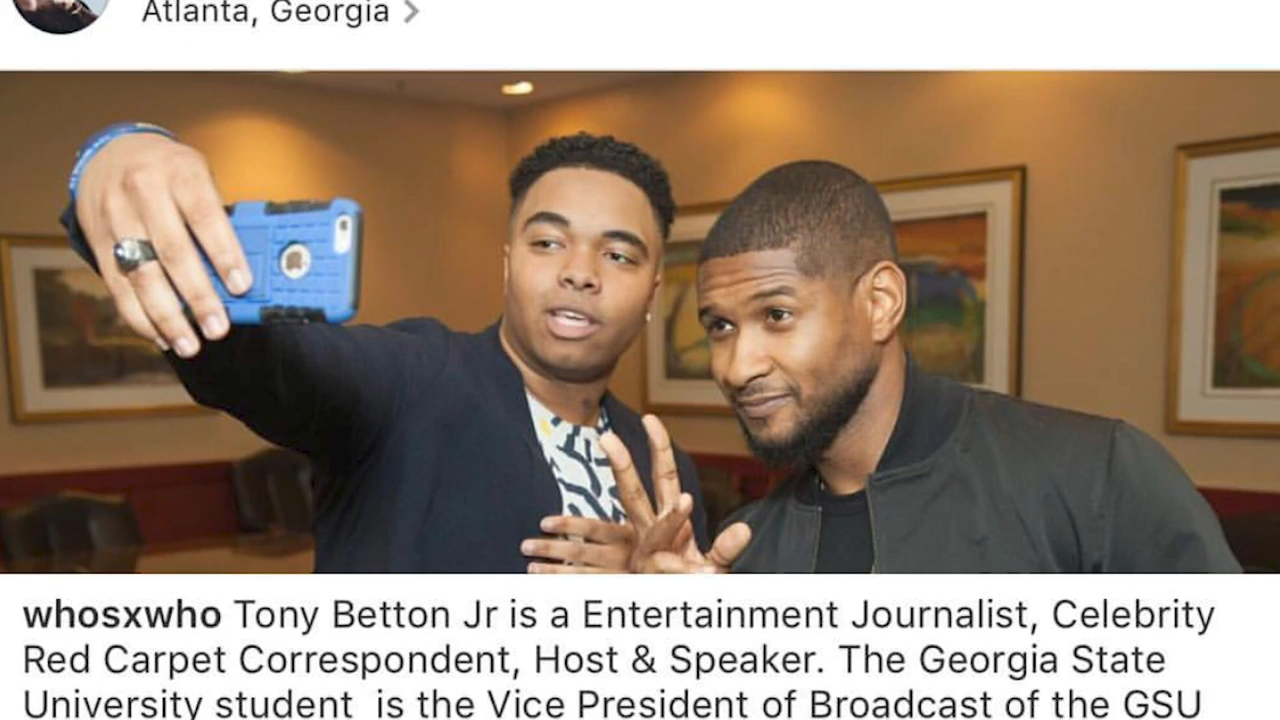 Atlanta, Georgia >
whosxwho Tony Betton Jr is a Entertainment Journalist, Celebrity
Red Carpet Correspondent, Host & Speaker. The Georgia State
University student  is the Vice President of Broadcast of the GSU